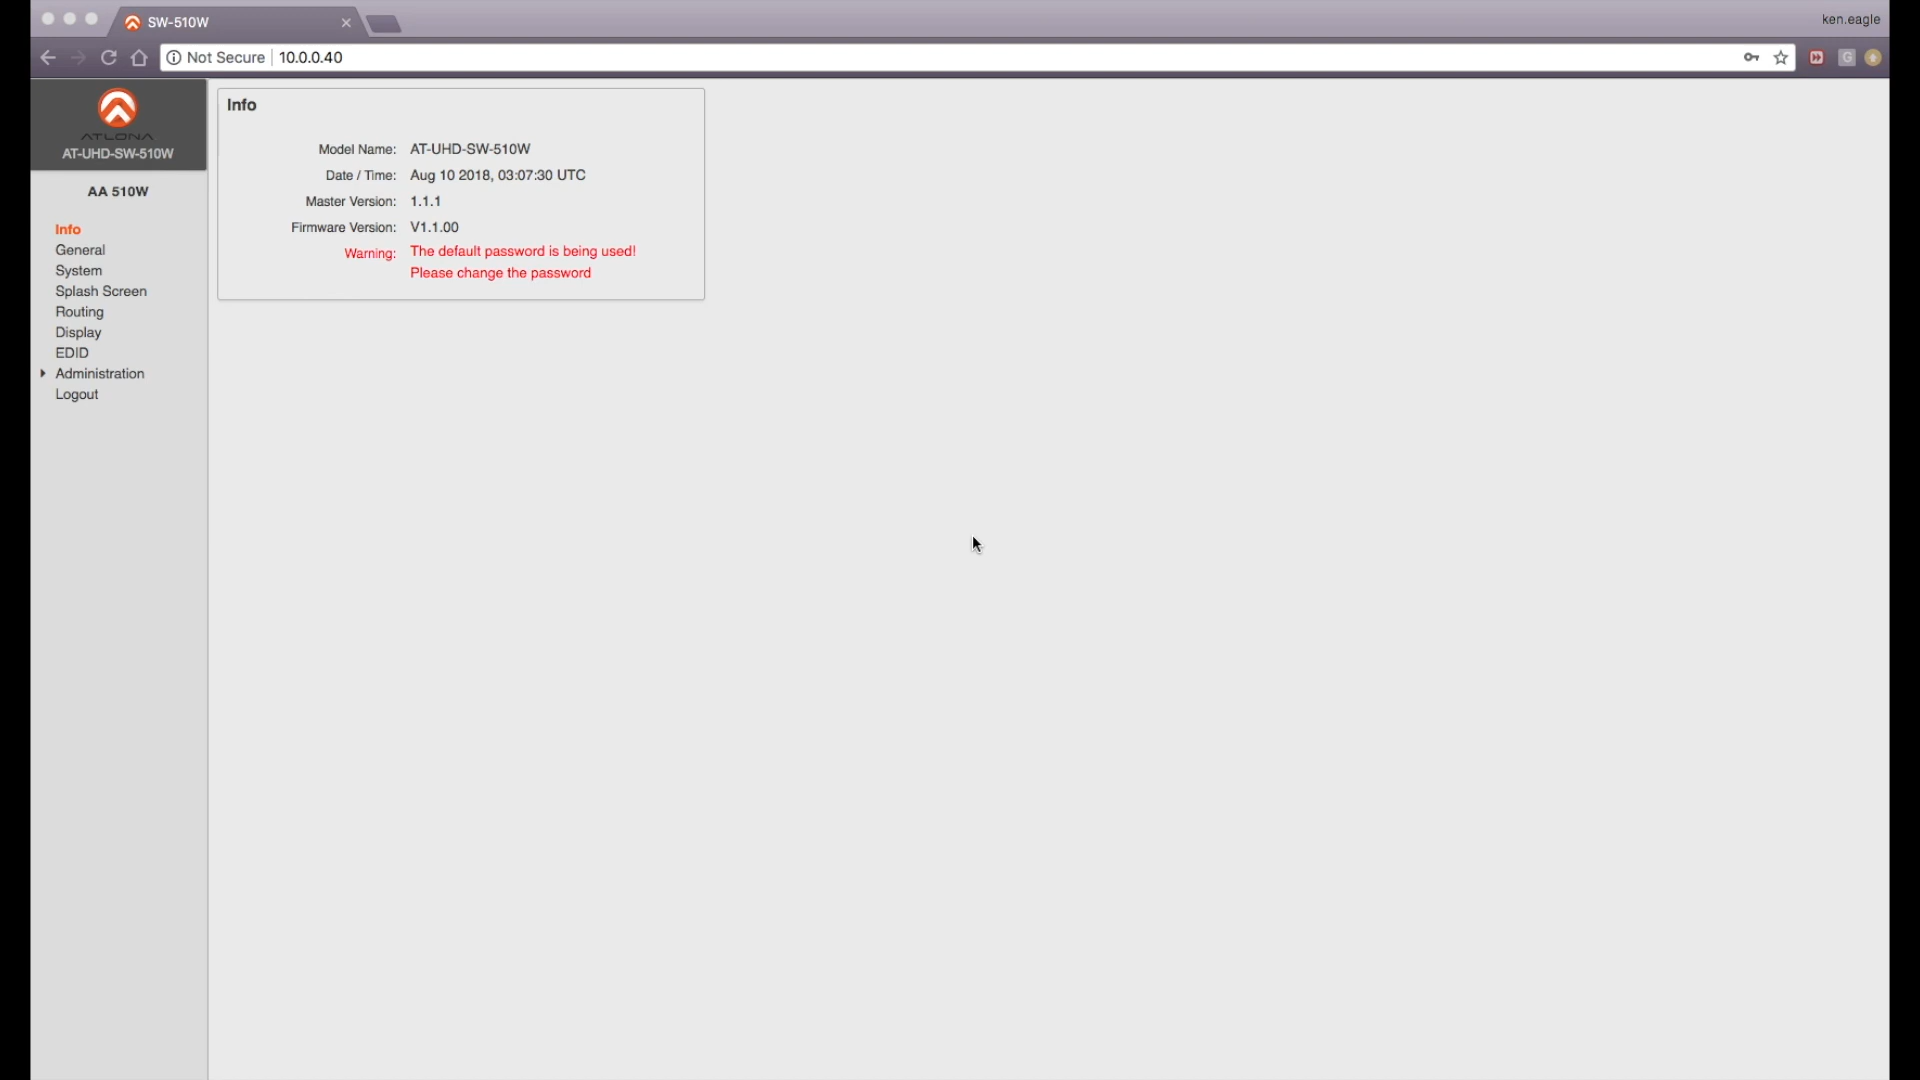 SW-510W
ken.eagle
Not Secure 10.0.0.40
ATLONA
AT-UHD-SW-510W
AA 510W
Info
General
System
Splash Screen
Routing
Display
EDID
Administration
Logout
Info
Model Name: AT-UHD-SW-510W
Date / Time: Aug 10 2018, 03:07:30 UTC
Master Version: 1.1.1
Firmware Version: V1.1.00
Warning: The default password is being used!
Please change the password